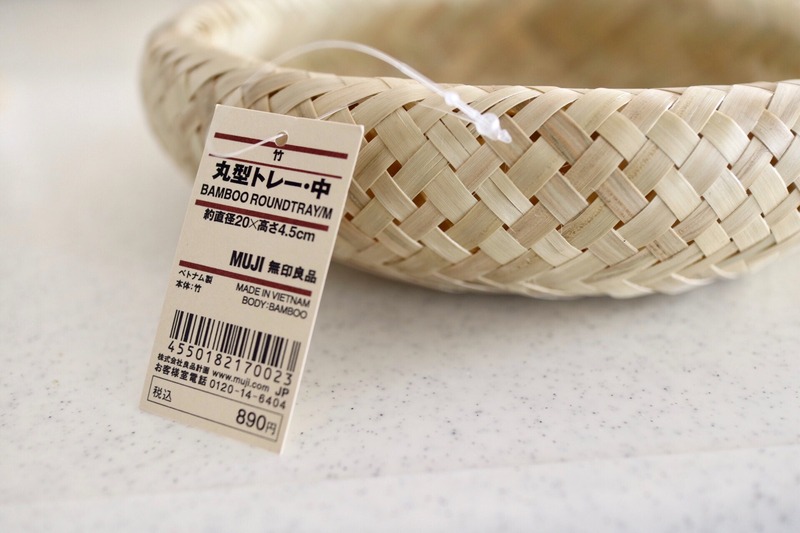 竹
丸型トレー・中
BAMBOO ROUNDTRAY/M
約直径20×高さ4.5cm
MUJI 無印良品
ベトナム製 MADE IN VIETNAM
本体:竹 BODY:BAMBOO
4550182170023
株式会社良品計画 www.muji.com JP
お客様室電話 0120-14-6404
税込
890円